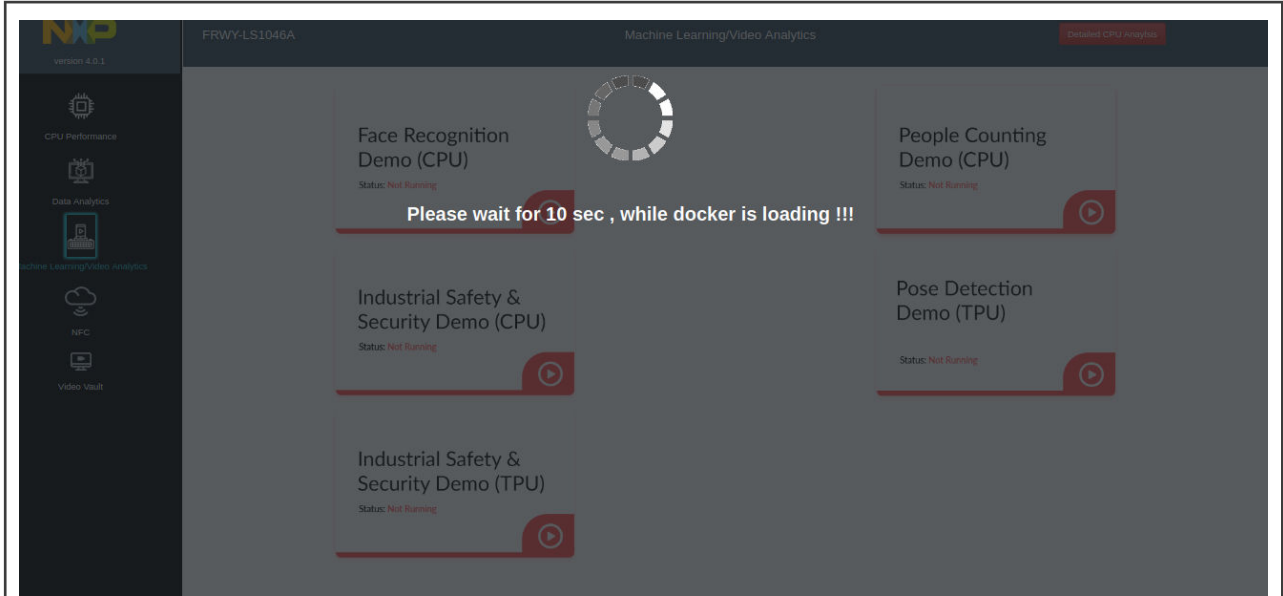 NXP
version 4.0.1
FRWY-LS1046A
Machine Learning/Video Analytics
Detailed CPU Anaylsis
CPU Performance
Data Analytics
achine Learning/Video Analytics
NFC
Video Vault
Please wait for 10 sec , while docker is loading !!!
Face Recognition
Demo (CPU)
Status: Not Running
People Counting
Demo (CPU)
Status: Not Running
Industrial Safety &
Security Demo (CPU)
Status: Not Running
Pose Detection
Demo (TPU)
Status: Not Running
Industrial Safety &
Security Demo (TPU)
Status: Not Running